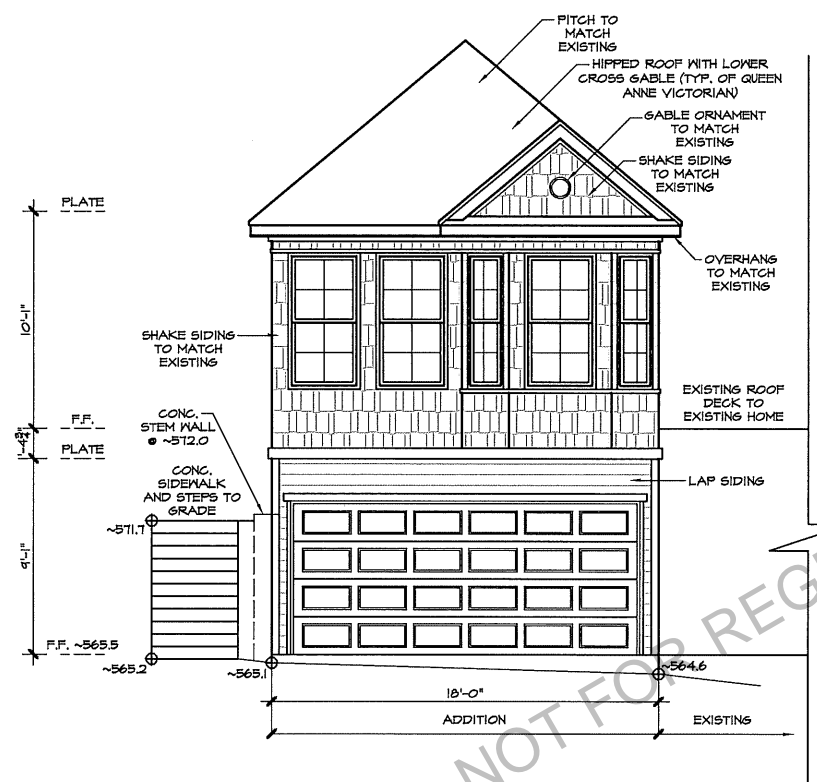 PITCH TO
MATCH
EXISTING
HIPPED ROOF WITH LOWER
CROSS GABLE (TYP. OF QUEEN
ANNE VICTORIAN)
GABLE ORNAMENT
TO MATCH
EXISTING
SHAKE SIDING
TO MATCH
EXISTING
PLATE
OVERHANG
TO MATCH
EXISTING
10'-1"
SHAKE SIDING
TO MATCH
EXISTING
EXISTING ROOF
DECK TO
EXISTING HOME
F.F.
CONC.
STEM WALL
@ ~572.0
1'-4 3/4"
PLATE
CONC.
SIDEWALK
AND STEPS TO
GRADE
LAP SIDING
~571.7
9'-1"
F.F. ~565.5
~565.2
~565.1
~564.6
18'-0"
ADDITION
EXISTING
NOT FOR REG